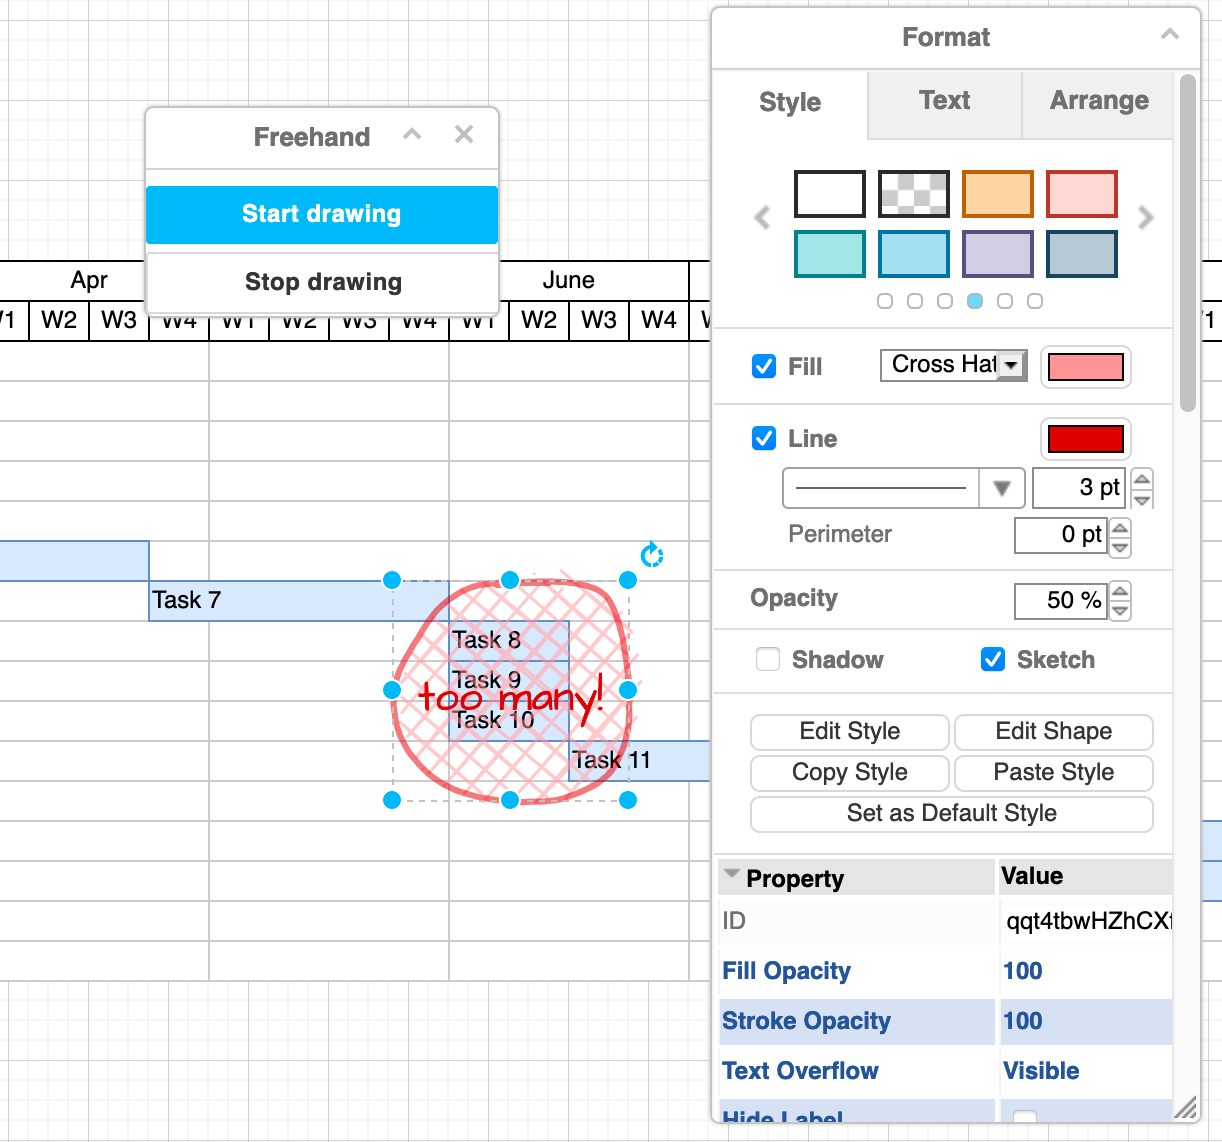 Format
Style Text Arrange
Freehand
Start drawing
Stop drawing
Apr June
W2 W3 W4 W1 W2 W3 W4 W1 W2 W3 W4
Fill Cross Hat
Line
3 pt
Perimeter 0 pt
Opacity 50 %
Shadow Sketch
Edit Style Edit Shape
Copy Style Paste Style
Set as Default Style
Property Value
ID qqt4tbwHZhCX
Fill Opacity 100
Stroke Opacity 100
Text Overflow Visible
Hide Label
Task 7
Task 8
Task 9
too many!
Task 10
Task 11